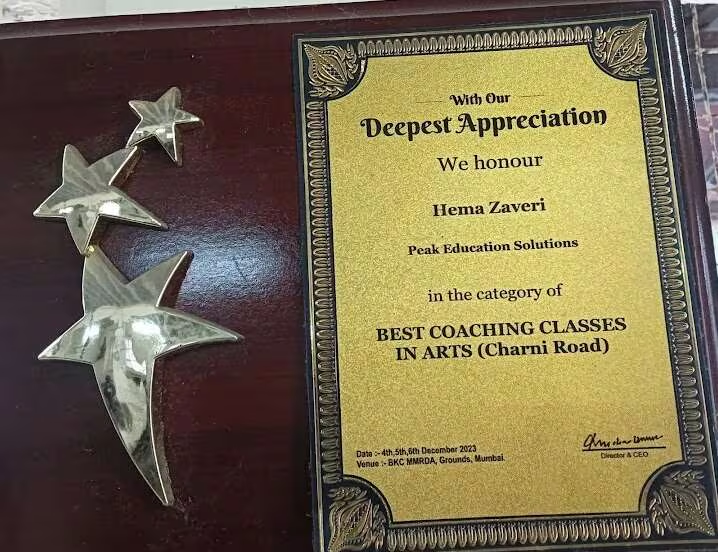 With Our
Deepest Appreciation
We honour
Hema Zaveri
Peak Education Solutions
in the category of
BEST COACHING CLASSES
IN ARTS (Charni Road)
Date :- 4th,5th,6th December 2023
Venue :- BKC MMRDA, Grounds, Mumbai.
Director & CEO